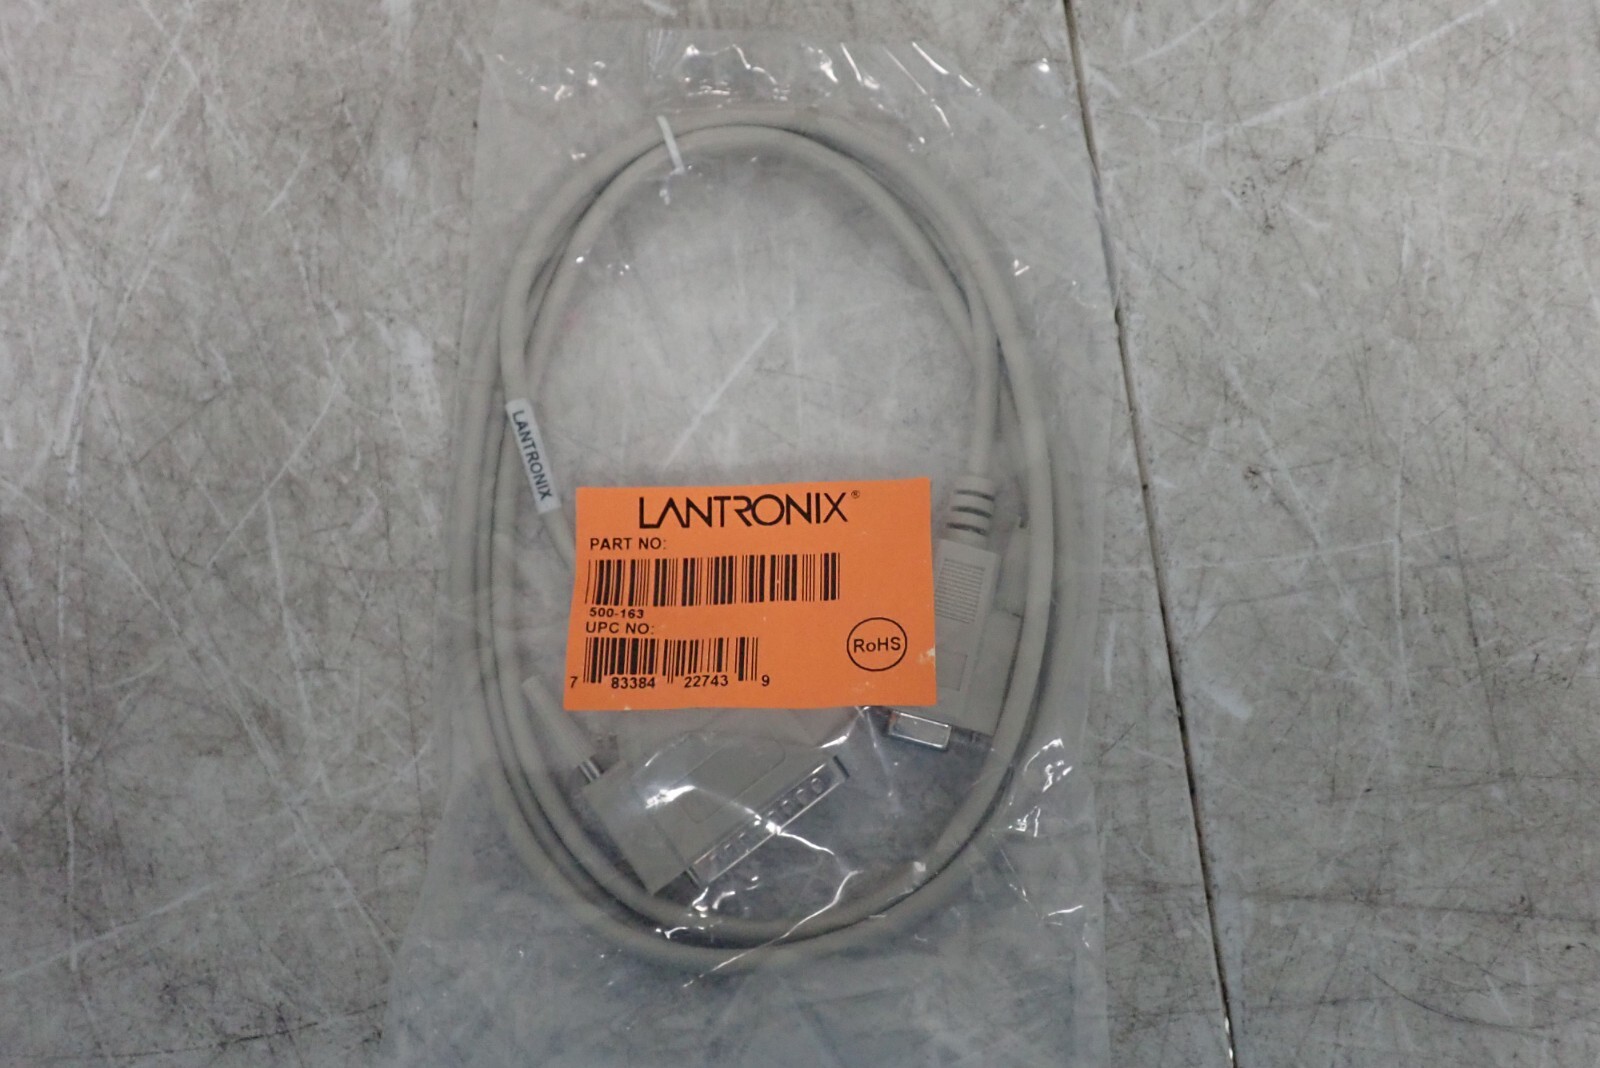 LANTRONIX
LANTRONIX®
PART NO:
500-163
UPC NO:
7 83384 22743 9
RoHS